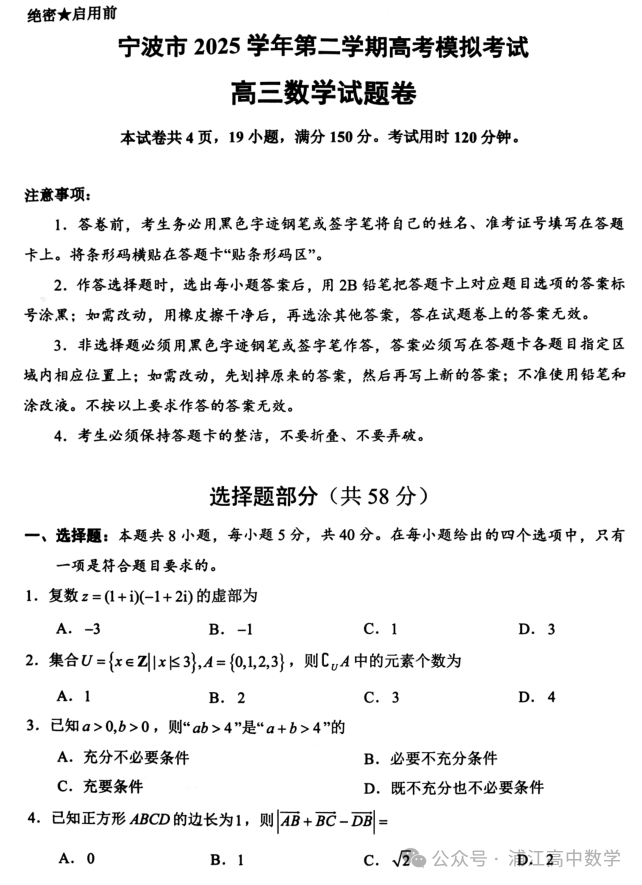 绝密★启用前
宁波市 2025 学年第二学期高考模拟考试
高三数学试题卷
本试卷共 4 页，19 小题，满分 150 分。考试用时 120 分钟。
注意事项：
1．答卷前，考生务必用黑色字迹钢笔或签字笔将自己的姓名、准考证号填写在答题
卡上。将条形码横贴在答题卡“贴条形码区”。
2．作答选择题时，选出每小题答案后，用 2B 铅笔把答题卡上对应题目选项的答案标
号涂黑；如需改动，用橡皮擦干净后，再选涂其他答案，答在试题卷上的答案无效。
3．非选择题必须用黑色字迹钢笔或签字笔作答，答案必须写在答题卡各题目指定区
域内相应位置上；如需改动，先划掉原来的答案，然后再写上新的答案；不准使用铅笔和
涂改液。不按以上要求作答的答案无效。
4．考生必须保持答题卡的整洁，不要折叠、不要弄破。
选择题部分（共 58 分）
一、选择题：本题共 8 小题，每小题 5 分，共 40 分。在每小题给出的四个选项中，只有
一项是符合题目要求的。
1．复数 z = (1+i)(−1+2i) 的虚部为
A．−3 B．−1 C．1 D．3
2．集合 U = {x∈Z||x|≤3}, A = {0,1,2,3}，则 ∁UA 中的元素个数为
A．1 B．2 C．3 D．4
3．已知 a>0,b>0，则“ab>4”是“a+b>4”的
A．充分不必要条件 B．必要不充分条件
C．充要条件 D．既不充分也不必要条件
4．已知正方形 ABCD 的边长为1，则 |AB+BC−DB| =
A．0 B．1 C．√2 D．2
公众号 · 浦江高中数学